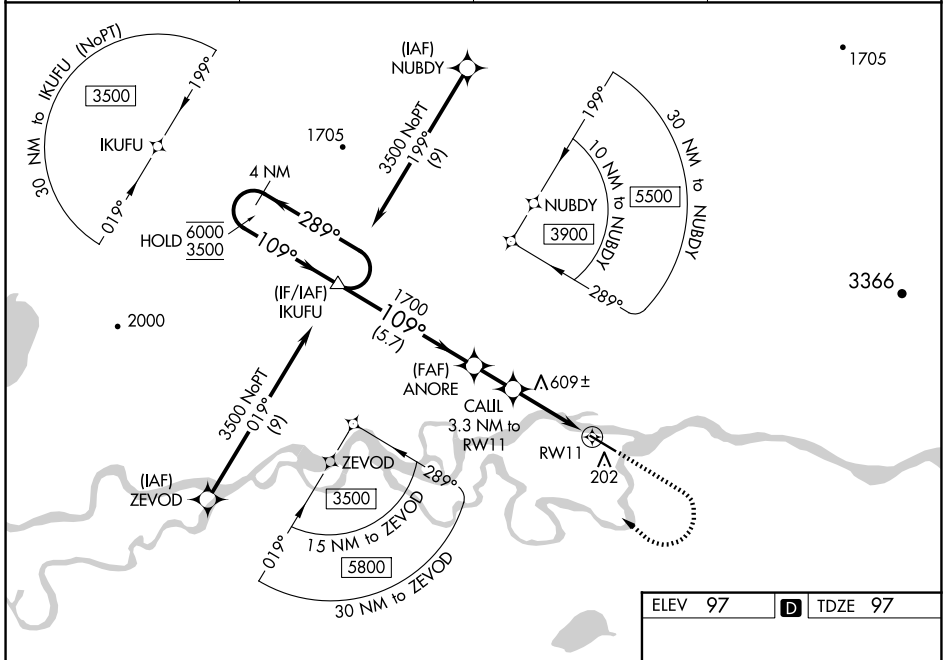 30 NM to IKUFU (NoPT)
3500
199°
IKUFU
019°
(IAF)
NUBDY
3500 NoPT
199°
(9)
1705
1705
4 NM
HOLD 6000
3500
289°
109°
(IF/IAF)
IKUFU
199°
10 NM to NUBDY
30 NM to NUBDY
5500
NUBDY
3900
289°
3366
2000
1700
109°
(5.7)
(FAF)
ANORE
CALIL
3.3 NM to
RW11
609±
RW11
202
3500 NoPT
019°
(9)
(IAF)
ZEVOD
ZEVOD
289°
3500
019°
15 NM to ZEVOD
5800
30 NM to ZEVOD
ELEV 97 D TDZE 97